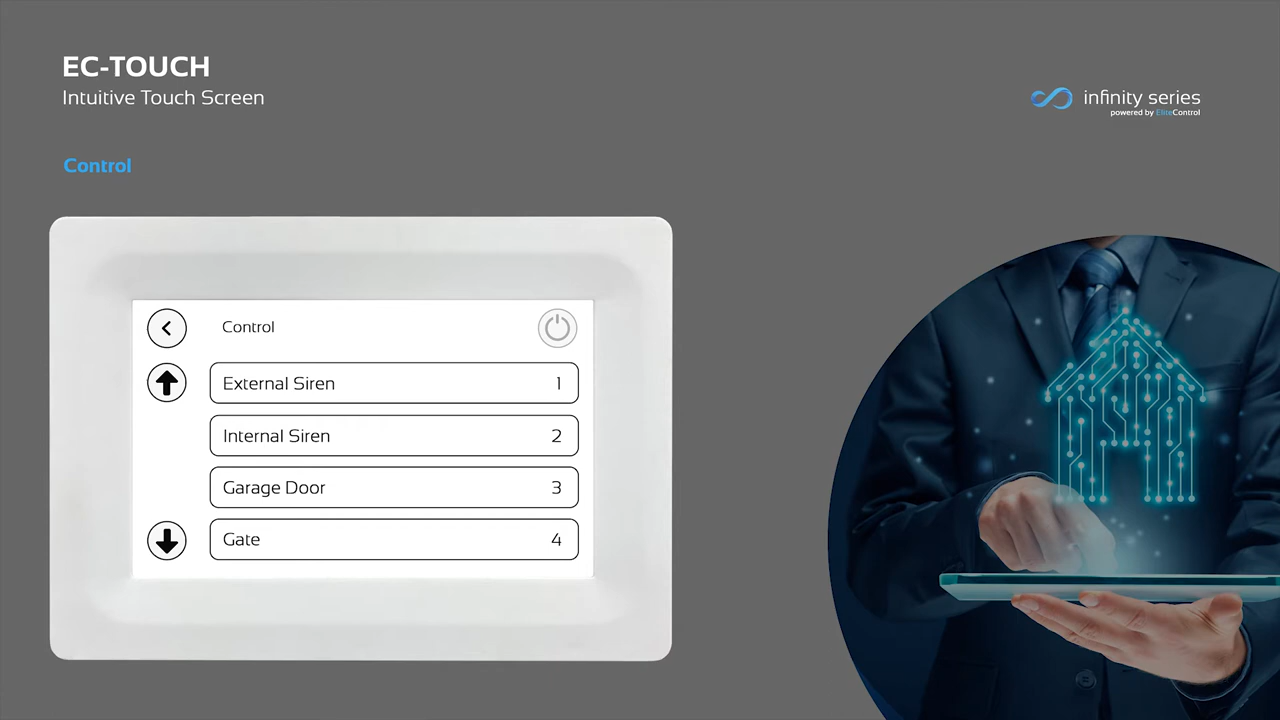 EC-TOUCH
Intuitive Touch Screen
infinity series
powered by EliteControl
Control
Control
External Siren 1
Internal Siren 2
Garage Door 3
Gate 4